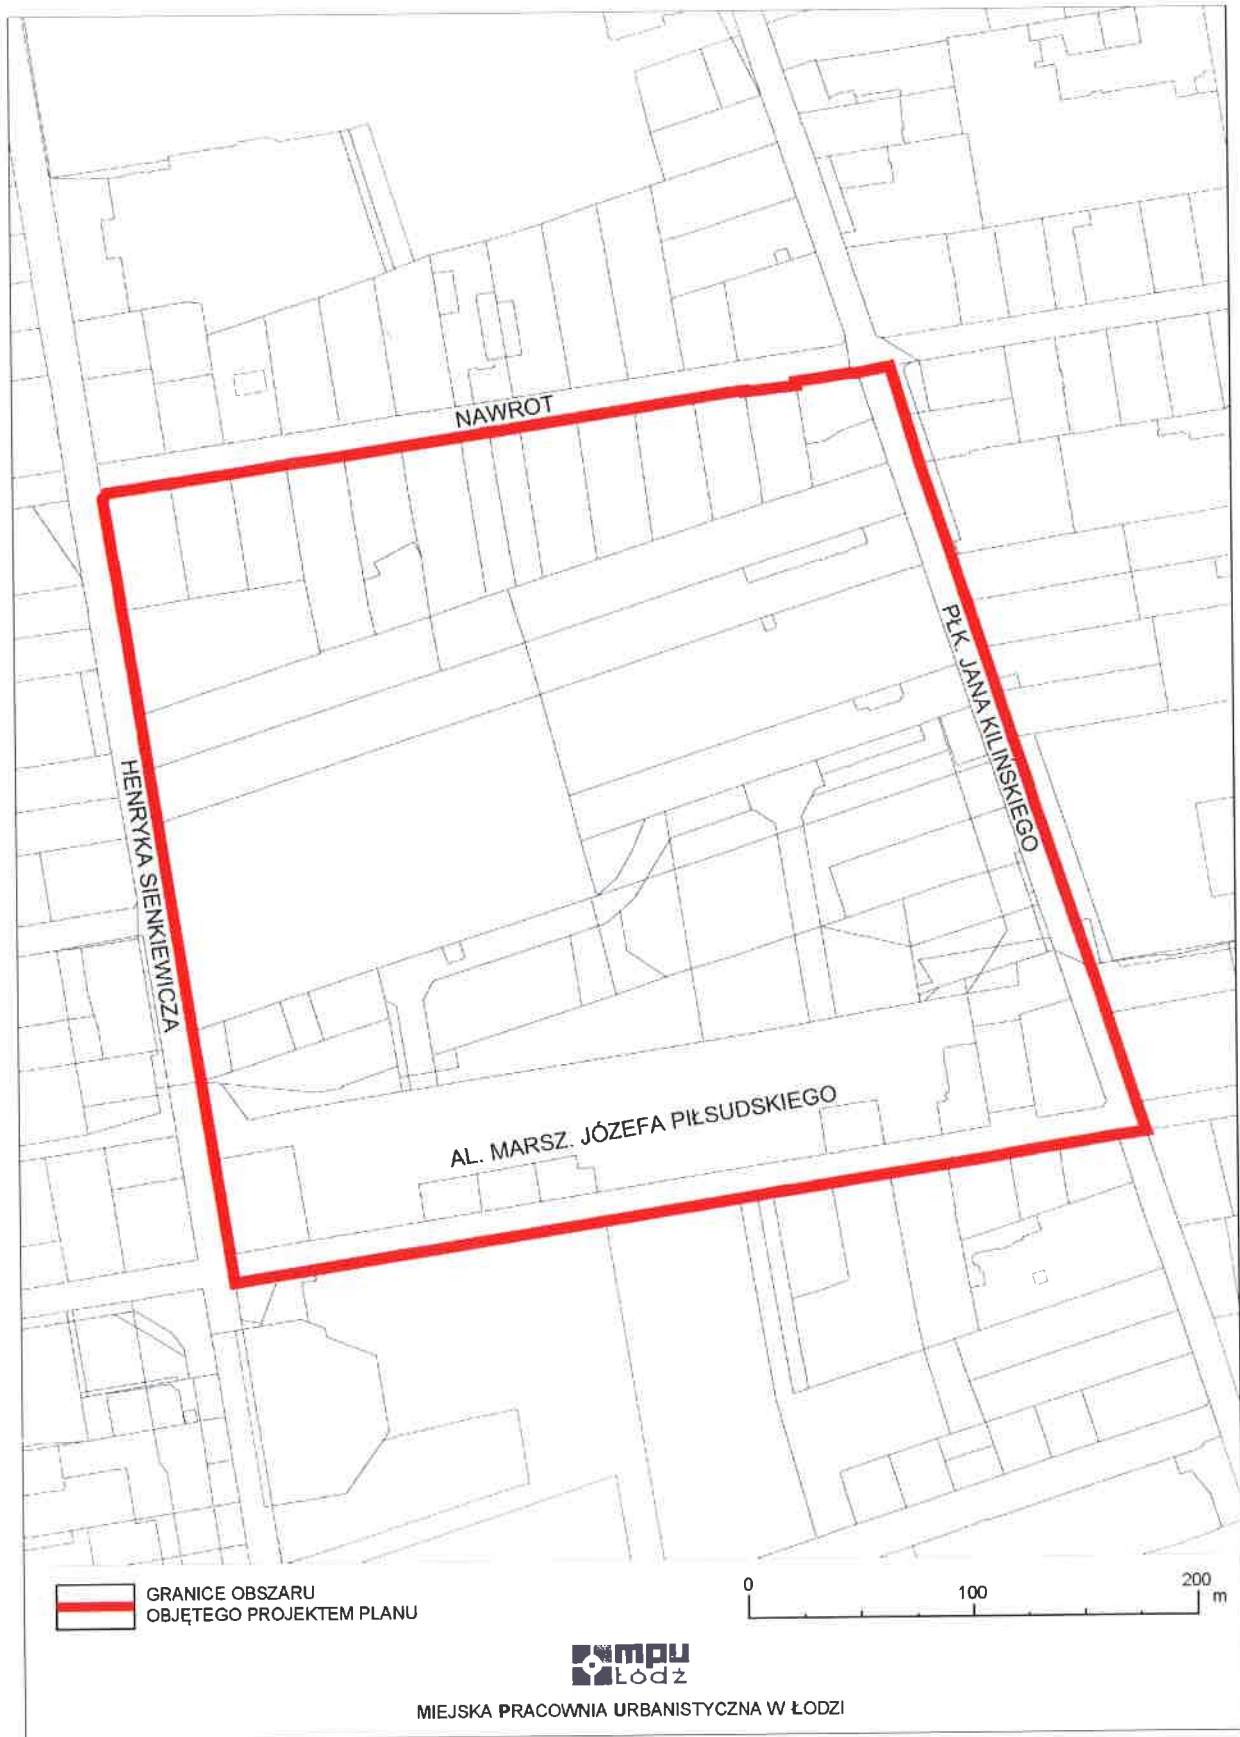 NAWROT
PŁK. JANA KILIŃSKIEGO
HENRYKA SIENKIEWICZA
AL. MARSZ. JÓZEFA PIŁSUDSKIEGO
GRANICE OBSZARU
OBJĘTEGO PROJEKTEM PLANU
0 100 200
m
mpu
Łódź
MIEJSKA PRACOWNIA URBANISTYCZNA W ŁODZI